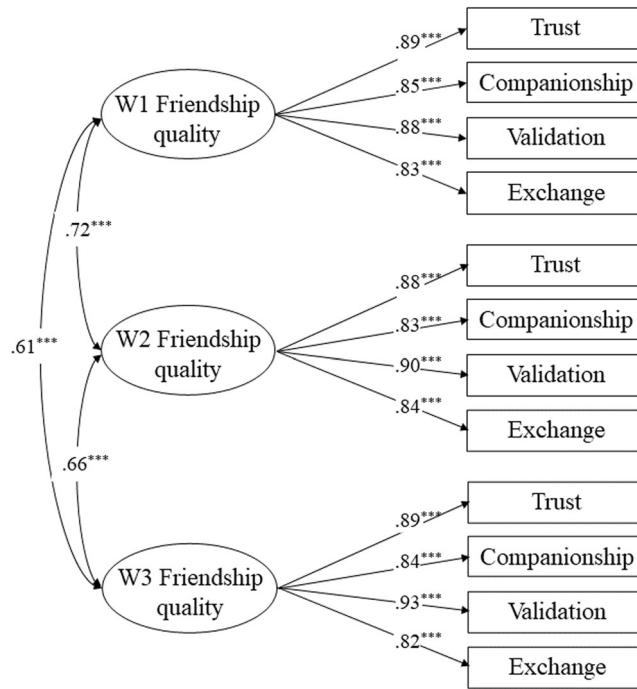 Trust
.89***
Companionship
.85***
W1 Friendship
quality
.88***
Validation
.83***
Exchange
.72***
Trust
.88***
Companionship
.83***
W2 Friendship
quality
.90***
Validation
.84***
Exchange
.61***
.66***
Trust
.89***
Companionship
.84***
W3 Friendship
quality
.93***
Validation
.82***
Exchange